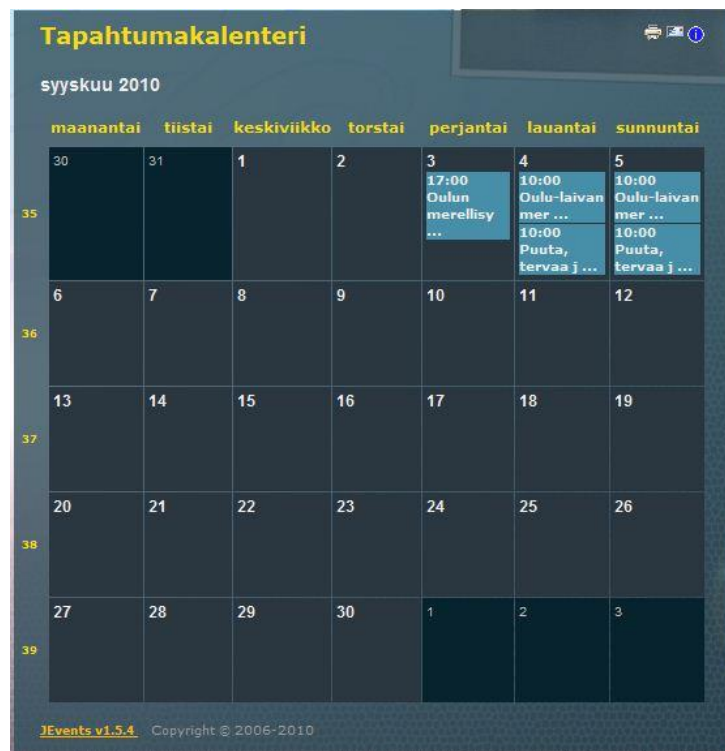 Tapahtumakalenteri
syyskuu 2010
maanantai tiistai keskiviikko torstai perjantai lauantai sunnuntai
35
30
31
1
2
3
17:00
Oulun
merellisy
...
4
10:00
Oulu-laivan
mer ...
10:00
Puuta,
tervaa j ...
5
10:00
Oulu-laivan
mer ...
10:00
Puuta,
tervaa j ...
36
6 7 8 9 10 11 12
37
13 14 15 16 17 18 19
38
20 21 22 23 24 25 26
39
27 28 29 30 1 2 3
JEvents v1.5.4 Copyright © 2006-2010